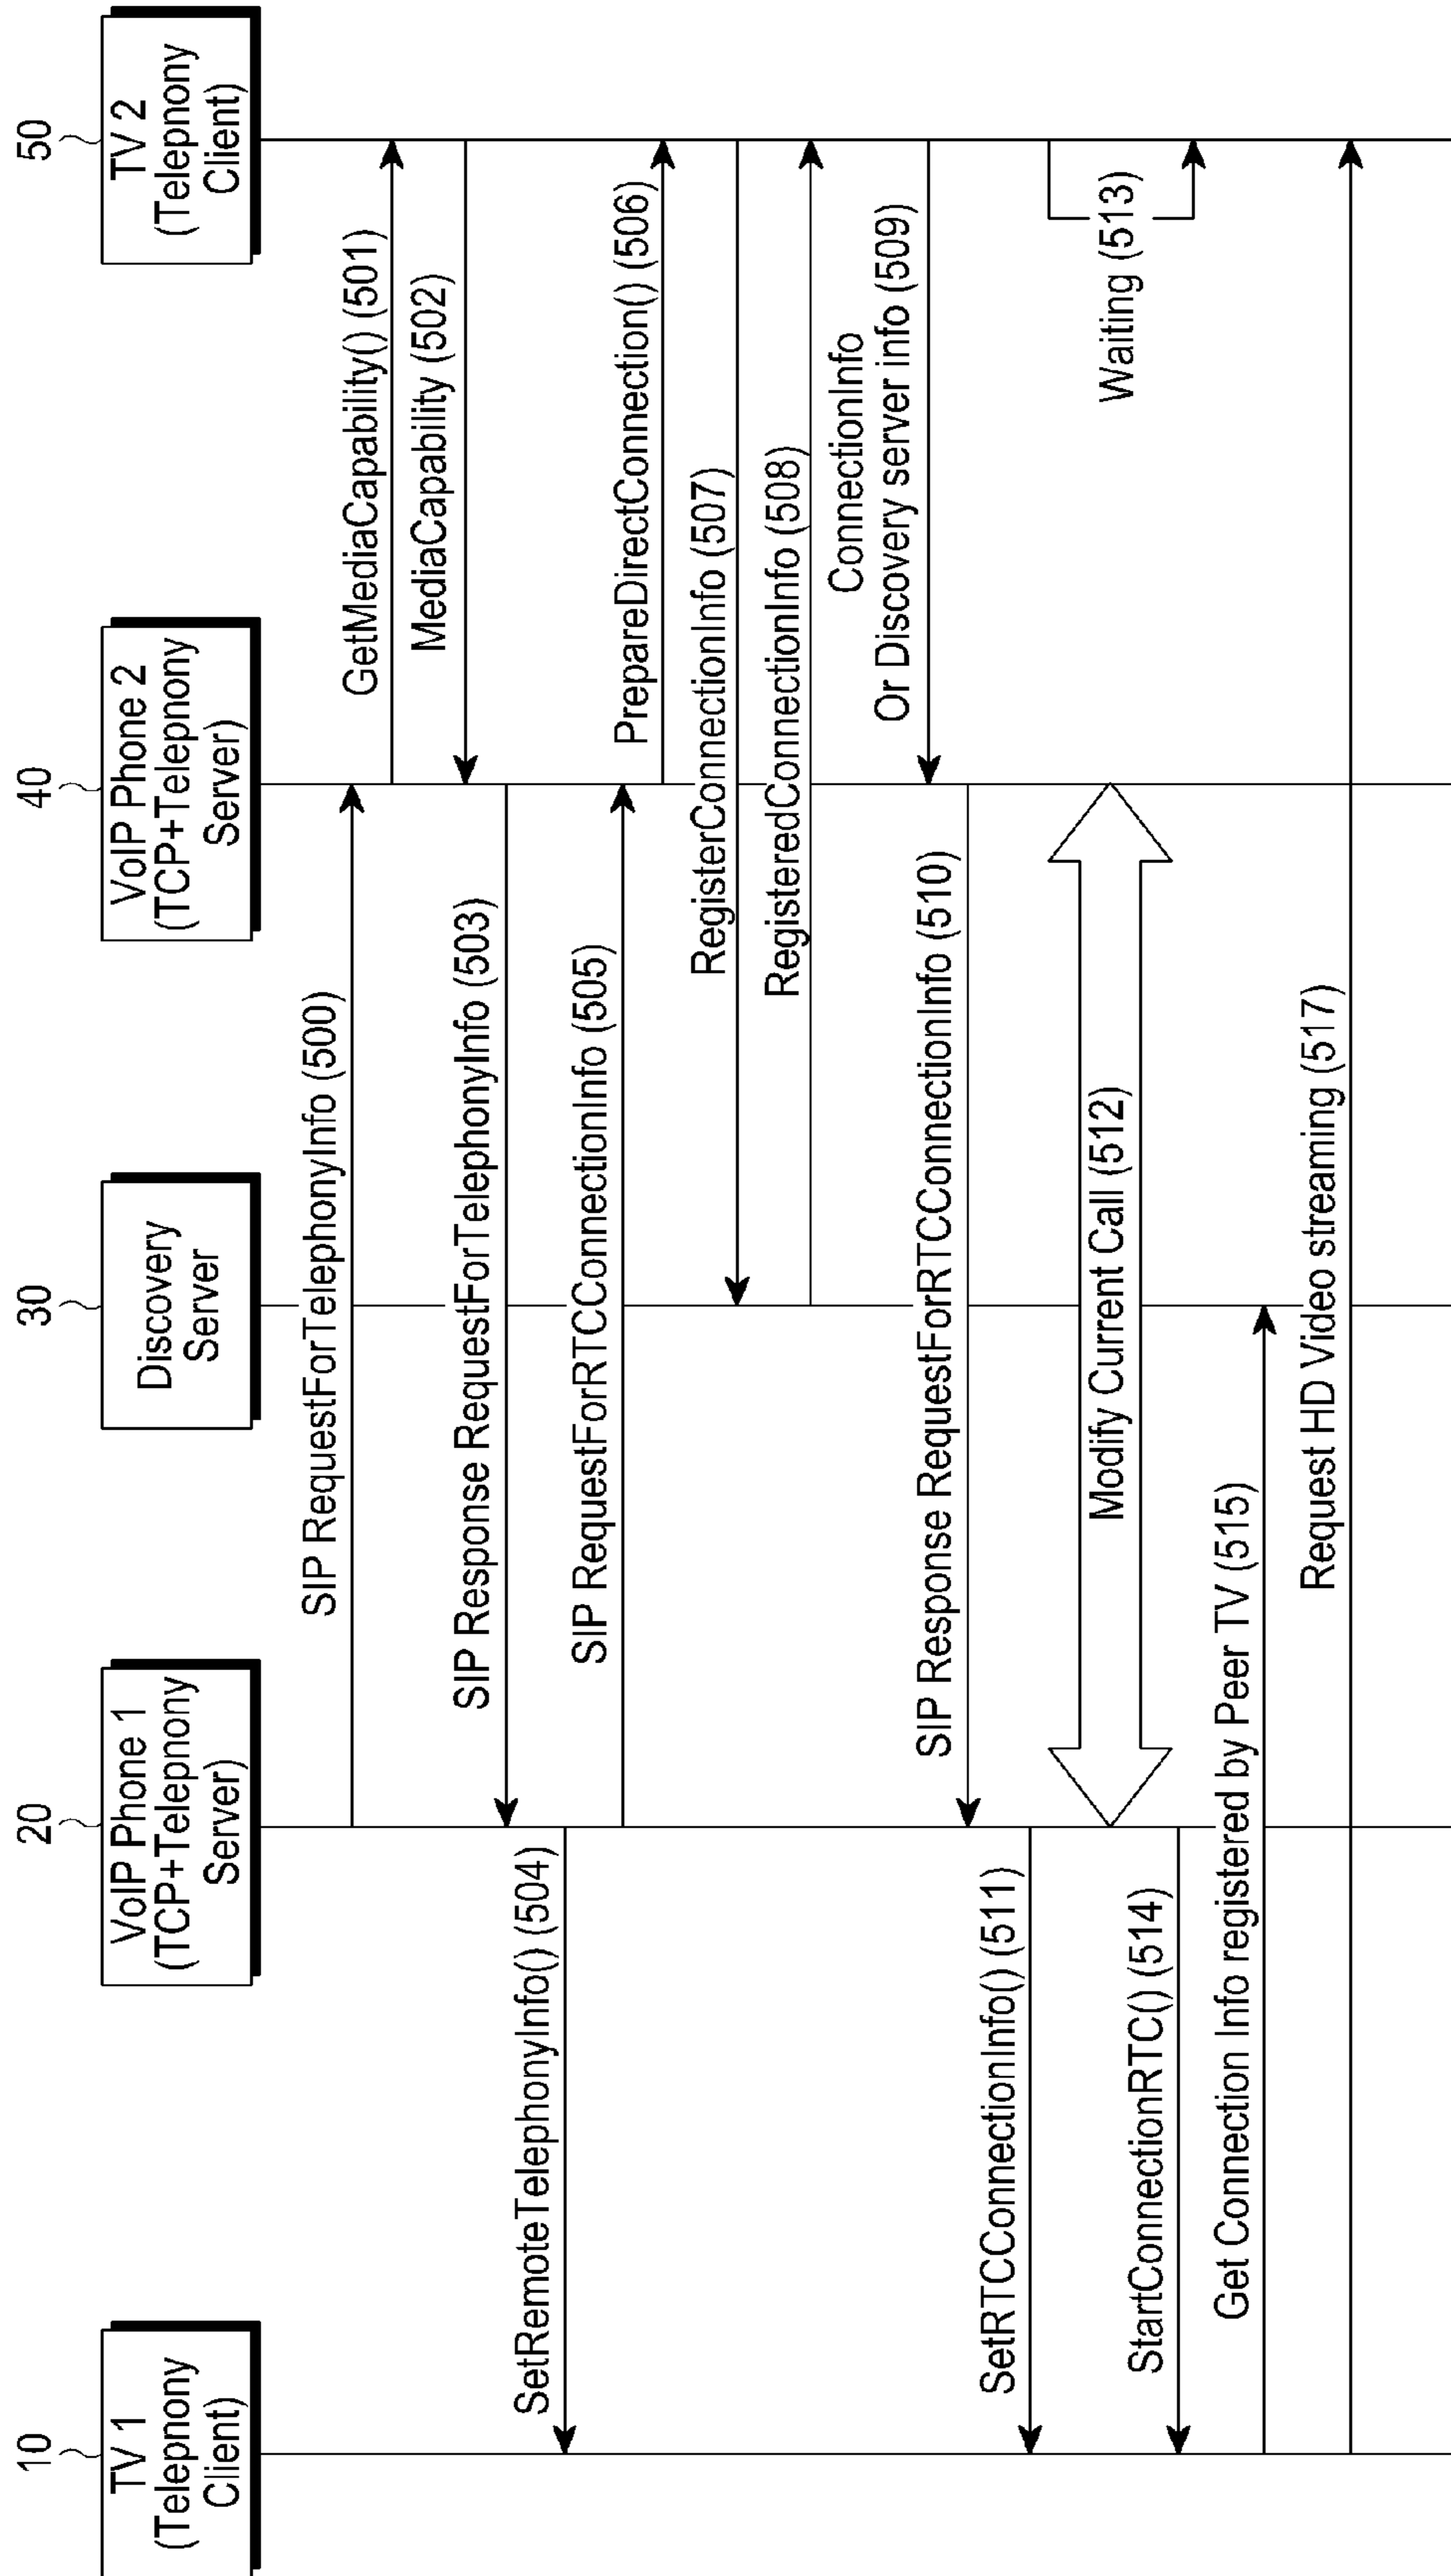 10
TV 1
(Telepnony
Client)
20
VoIP Phone 1
(TCP+Telepnony
Server)
30
Discovery
Server
40
VoIP Phone 2
(TCP+Telepnony
Server)
50
TV 2
(Telepnony
Client)
SIP RequestForTelephonyInfo (500)
GetMediaCapability() (501)
MediaCapability (502)
SIP Response RequestForTelephonyInfo (503)
SetRemoteTelephonyInfo() (504)
SIP RequestForRTCConnectionInfo (505)
PrepareDirectConnection() (506)
RegisterConnectionInfo (507)
RegisteredConnectionInfo (508)
ConnectionInfo
Or Discovery server info (509)
SIP Response RequestForRTCConnectionInfo (510)
SetRTCConnectionInfo() (511)
Modify Current Call (512)
Waiting (513)
StartConnectionRTC() (514)
Get Connection Info registered by Peer TV (515)
Request HD Video streaming (517)